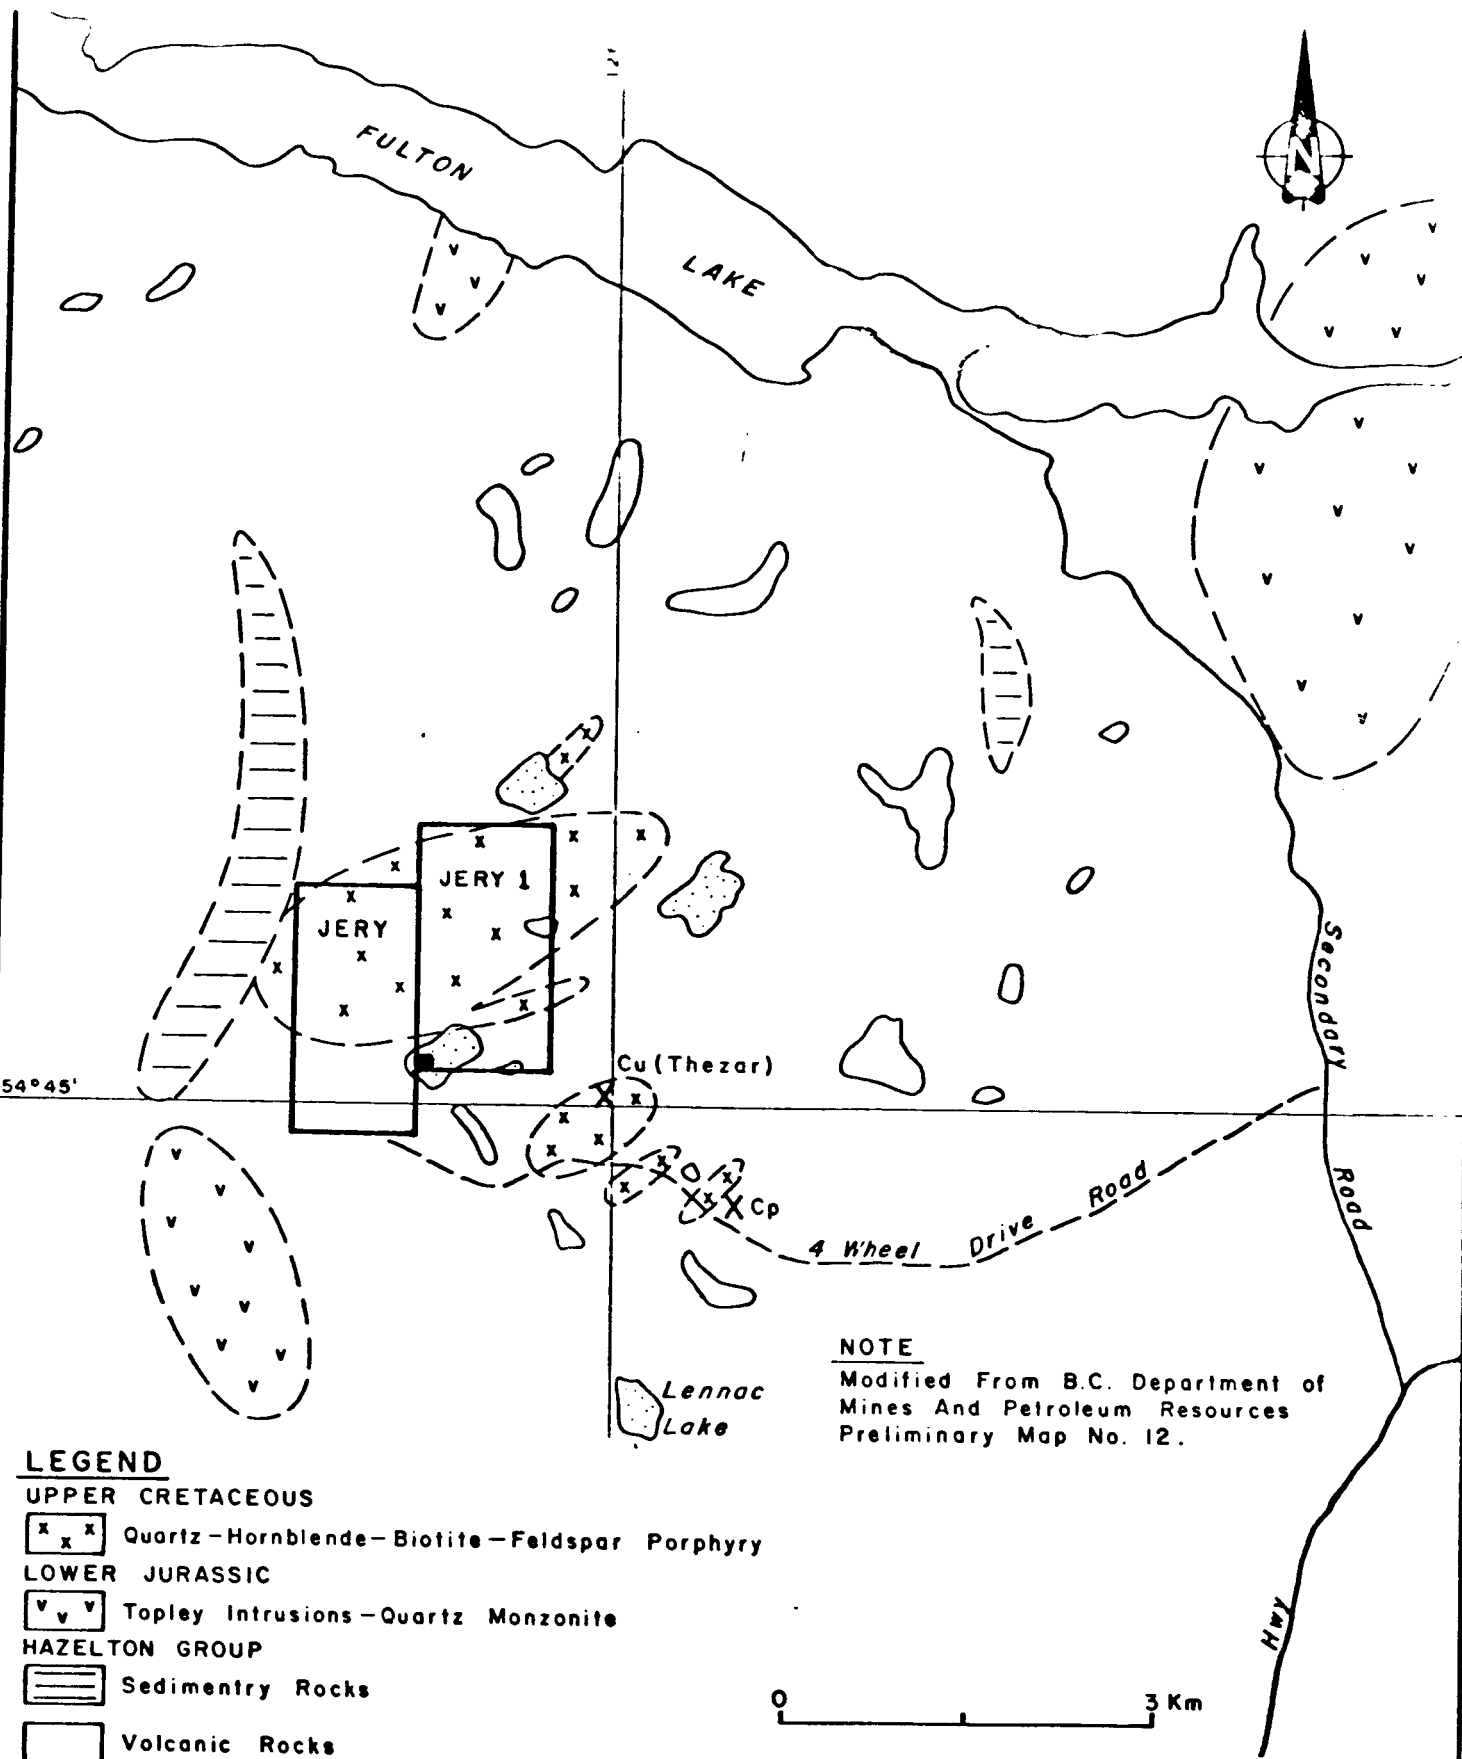 FULTON
LAKE
N
JERY 1
JERY
54°45'
Cu (Thezar)
Cp
4 Wheel Drive Road
Secondary
Road
Lennac
Lake
Hwy
NOTE
Modified From B.C. Department of
Mines And Petroleum Resources
Preliminary Map No. 12.
LEGEND
UPPER CRETACEOUS
x x x Quartz-Hornblende-Biotite-Feldspar Porphyry
LOWER JURASSIC
v v v Topley Intrusions-Quartz Monzonite
HAZELTON GROUP
Sedimentry Rocks
Volcanic Rocks
0 3 Km